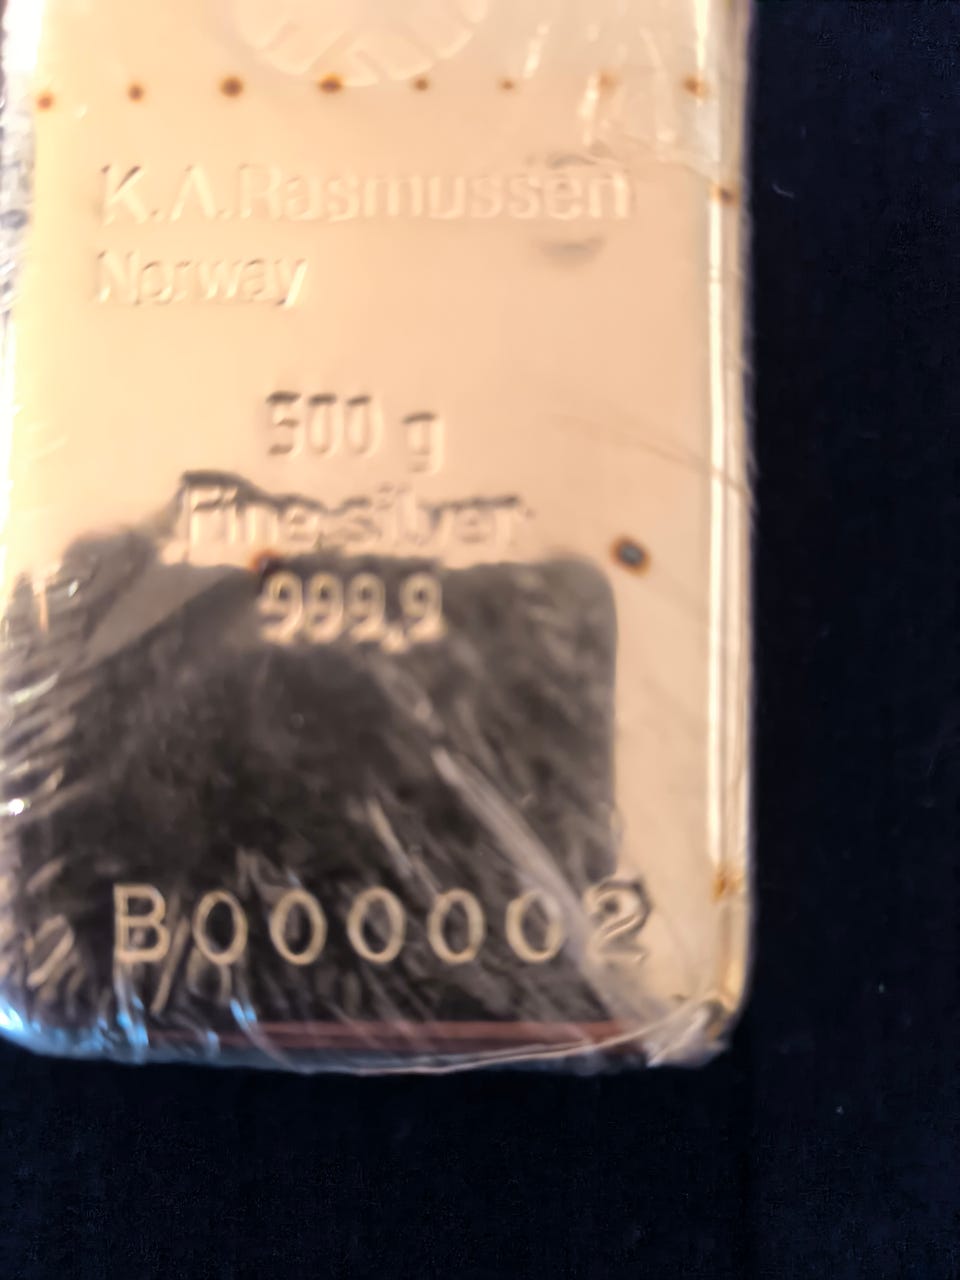 K.A.Rasmussen
Norway
500 g
Fine silver
999,9
B000002